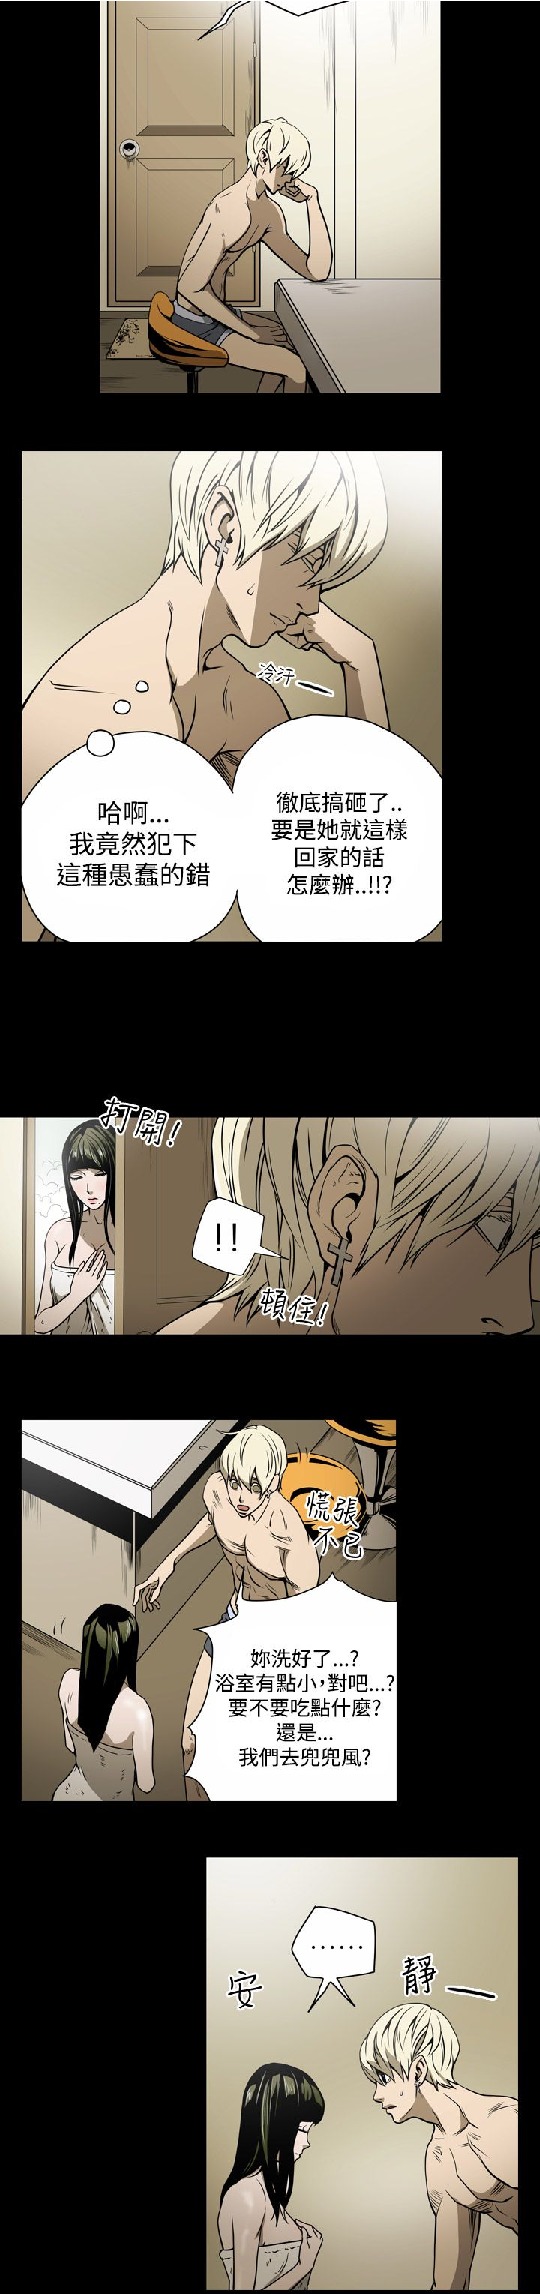 冷汗
徹底搞砸了..
要是她就這樣
回家的話
怎麼辦..!!?
哈啊...
我竟然犯下
這種愚蠢的錯
打開!
!!
頓住!
慌張
不已
妳洗好了...?
浴室有點小,對吧...?
要不要吃點什麼?
還是...
我們去兜兜風?
......
安
靜